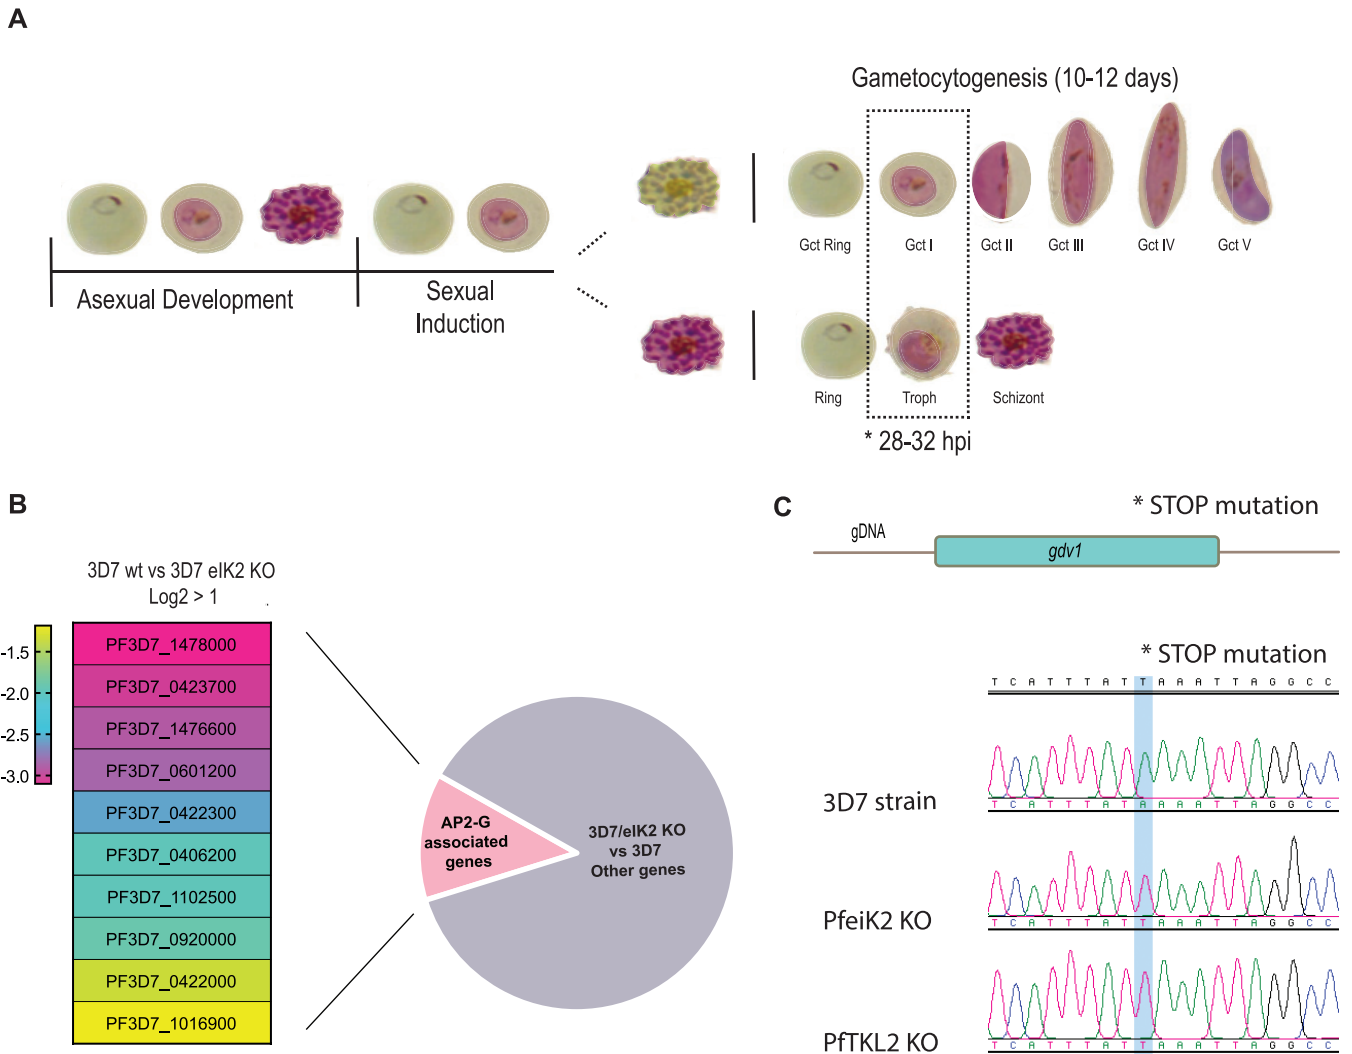 A
Gametocytogenesis (10-12 days)
Gct Ring
Gct I
Gct II
Gct III
Gct IV
Gct V
Asexual Development
Sexual
Induction
Ring
Troph
Schizont
* 28-32 hpi
B
3D7 wt vs 3D7 eIK2 KO
Log2 > 1
-1.5
-2.0
-2.5
-3.0
PF3D7_1478000
PF3D7_0423700
PF3D7_1476600
PF3D7_0601200
PF3D7_0422300
PF3D7_0406200
PF3D7_1102500
PF3D7_0920000
PF3D7_0422000
PF3D7_1016900
AP2-G
associated
genes
3D7/eIK2 KO
vs 3D7
Other genes
C
* STOP mutation
gDNA
gdv1
* STOP mutation
T C A T T T A T T A A A T T A G G C C
3D7 strain
T C A T T T A T A A A A T T A G G C C
PfeiK2 KO
T C A T T T A T T A A A T T A G G C C
PfTKL2 KO
T C A T T T A T T A A A T T A G G C C